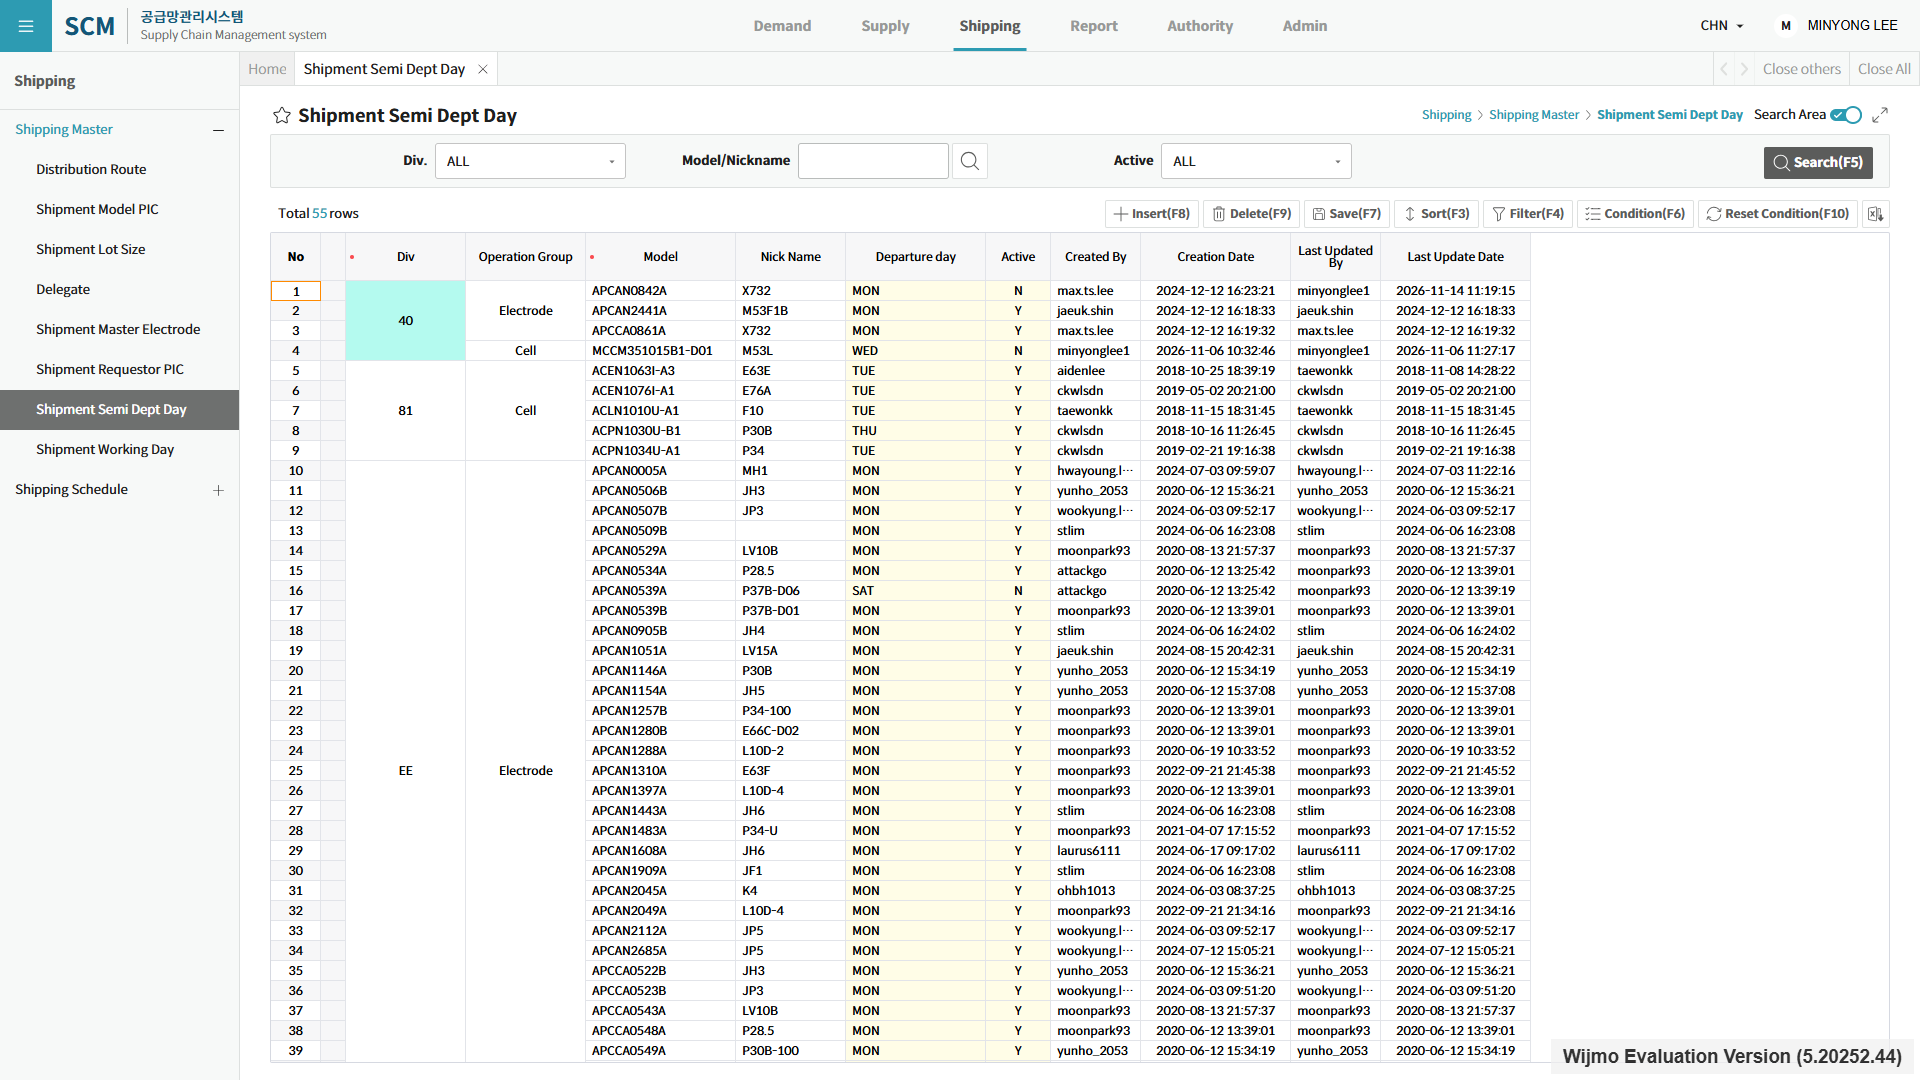 SCM
공급망관리시스템
Supply Chain Management system
Demand Supply Shipping Report Authority Admin
CHN M MINYONG LEE
Shipping
Home Shipment Semi Dept Day
Close others Close All
Shipping Master
Distribution Route
Shipment Model PIC
Shipment Lot Size
Delegate
Shipment Master Electrode
Shipment Requestor PIC
Shipment Semi Dept Day
Shipment Working Day
Shipping Schedule
Shipment Semi Dept Day
Shipping > Shipping Master > Shipment Semi Dept Day Search Area
Div. ALL Model/Nickname Active ALL Search(F5)
Total 55 rows
Insert(F8) Delete(F9) Save(F7) Sort(F3) Filter(F4) Condition(F6) Reset Condition(F10)
No Div Operation Group Model Nick Name Departure day Active Created By Creation Date Last Updated By Last Update Date
1 40 Electrode APCAN0842A X732 MON N max.ts.lee 2024-12-12 16:23:21 minyonglee1 2026-11-14 11:19:15
2 APCAN2441A M53F1B MON Y jaeuk.shin 2024-12-12 16:18:33 jaeuk.shin 2024-12-12 16:18:33
3 APCCA0861A X732 MON Y max.ts.lee 2024-12-12 16:19:32 max.ts.lee 2024-12-12 16:19:32
4 Cell MCCM351015B1-D01 M53L WED N minyonglee1 2026-11-06 10:32:46 minyonglee1 2026-11-06 11:27:17
5 81 Cell ACEN1063I-A3 E63E TUE Y aidenlee 2018-10-25 18:39:19 taewonkk 2018-11-08 14:28:22
6 ACEN1076I-A1 E76A TUE Y ckwlsdn 2019-05-02 20:21:00 ckwlsdn 2019-05-02 20:21:00
7 ACLN1010U-A1 F10 TUE Y taewonkk 2018-11-15 18:31:45 taewonkk 2018-11-15 18:31:45
8 ACPN1030U-B1 P30B THU Y ckwlsdn 2018-10-16 11:26:45 ckwlsdn 2018-10-16 11:26:45
9 ACPN1034U-A1 P34 TUE Y ckwlsdn 2019-02-21 19:16:38 ckwlsdn 2019-02-21 19:16:38
10 EE Electrode APCAN0005A MH1 MON Y hwayoung.l··· 2024-07-03 09:59:07 hwayoung.l··· 2024-07-03 11:22:16
11 APCAN0506B JH3 MON Y yunho_2053 2020-06-12 15:36:21 yunho_2053 2020-06-12 15:36:21
12 APCAN0507B JP3 MON Y wookyung.l··· 2024-06-03 09:52:17 wookyung.l··· 2024-06-03 09:52:17
13 APCAN0509B MON Y stlim 2024-06-06 16:23:08 stlim 2024-06-06 16:23:08
14 APCAN0529A LV10B MON Y moonpark93 2020-08-13 21:57:37 moonpark93 2020-08-13 21:57:37
15 APCAN0534A P28.5 MON Y attackgo 2020-06-12 13:25:42 moonpark93 2020-06-12 13:39:01
16 APCAN0539A P37B-D06 SAT N attackgo 2020-06-12 13:25:42 moonpark93 2020-06-12 13:39:19
17 APCAN0539B P37B-D01 MON Y moonpark93 2020-06-12 13:39:01 moonpark93 2020-06-12 13:39:01
18 APCAN0905B JH4 MON Y stlim 2024-06-06 16:24:02 stlim 2024-06-06 16:24:02
19 APCAN1051A LV15A MON Y jaeuk.shin 2024-08-15 20:42:31 jaeuk.shin 2024-08-15 20:42:31
20 APCAN1146A P30B MON Y yunho_2053 2020-06-12 15:34:19 yunho_2053 2020-06-12 15:34:19
21 APCAN1154A JH5 MON Y yunho_2053 2020-06-12 15:37:08 yunho_2053 2020-06-12 15:37:08
22 APCAN1257B P34-100 MON Y moonpark93 2020-06-12 13:39:01 moonpark93 2020-06-12 13:39:01
23 APCAN1280B E66C-D02 MON Y moonpark93 2020-06-12 13:39:01 moonpark93 2020-06-12 13:39:01
24 APCAN1288A L10D-2 MON Y moonpark93 2020-06-19 10:33:52 moonpark93 2020-06-19 10:33:52
25 APCAN1310A E63F MON Y moonpark93 2022-09-21 21:45:38 moonpark93 2022-09-21 21:45:52
26 APCAN1397A L10D-4 MON Y moonpark93 2020-06-12 13:39:01 moonpark93 2020-06-12 13:39:01
27 APCAN1443A JH6 MON Y stlim 2024-06-06 16:23:08 stlim 2024-06-06 16:23:08
28 APCAN1483A P34-U MON Y moonpark93 2021-04-07 17:15:52 moonpark93 2021-04-07 17:15:52
29 APCAN1608A JH6 MON Y laurus6111 2024-06-17 09:17:02 laurus6111 2024-06-17 09:17:02
30 APCAN1909A JF1 MON Y stlim 2024-06-06 16:23:08 stlim 2024-06-06 16:23:08
31 APCAN2045A K4 MON Y ohbh1013 2024-06-03 08:37:25 ohbh1013 2024-06-03 08:37:25
32 APCAN2049A L10D-4 MON Y moonpark93 2022-09-21 21:34:16 moonpark93 2022-09-21 21:34:16
33 APCAN2112A JP5 MON Y wookyung.l··· 2024-06-03 09:52:17 wookyung.l··· 2024-06-03 09:52:17
34 APCAN2685A JP5 MON Y wookyung.l··· 2024-07-12 15:05:21 wookyung.l··· 2024-07-12 15:05:21
35 APCCA0522B JH3 MON Y yunho_2053 2020-06-12 15:36:21 yunho_2053 2020-06-12 15:36:21
36 APCCA0523B JP3 MON Y wookyung.l··· 2024-06-03 09:51:20 wookyung.l··· 2024-06-03 09:51:20
37 APCCA0543A LV10B MON Y moonpark93 2020-08-13 21:57:37 moonpark93 2020-08-13 21:57:37
38 APCCA0548A P28.5 MON Y moonpark93 2020-06-12 13:39:01 moonpark93 2020-06-12 13:39:01
39 APCCA0549A P30B-100 MON Y yunho_2053 2020-06-12 15:34:19 yunho_2053 2020-06-12 15:34:19
Wijmo Evaluation Version (5.20252.44)